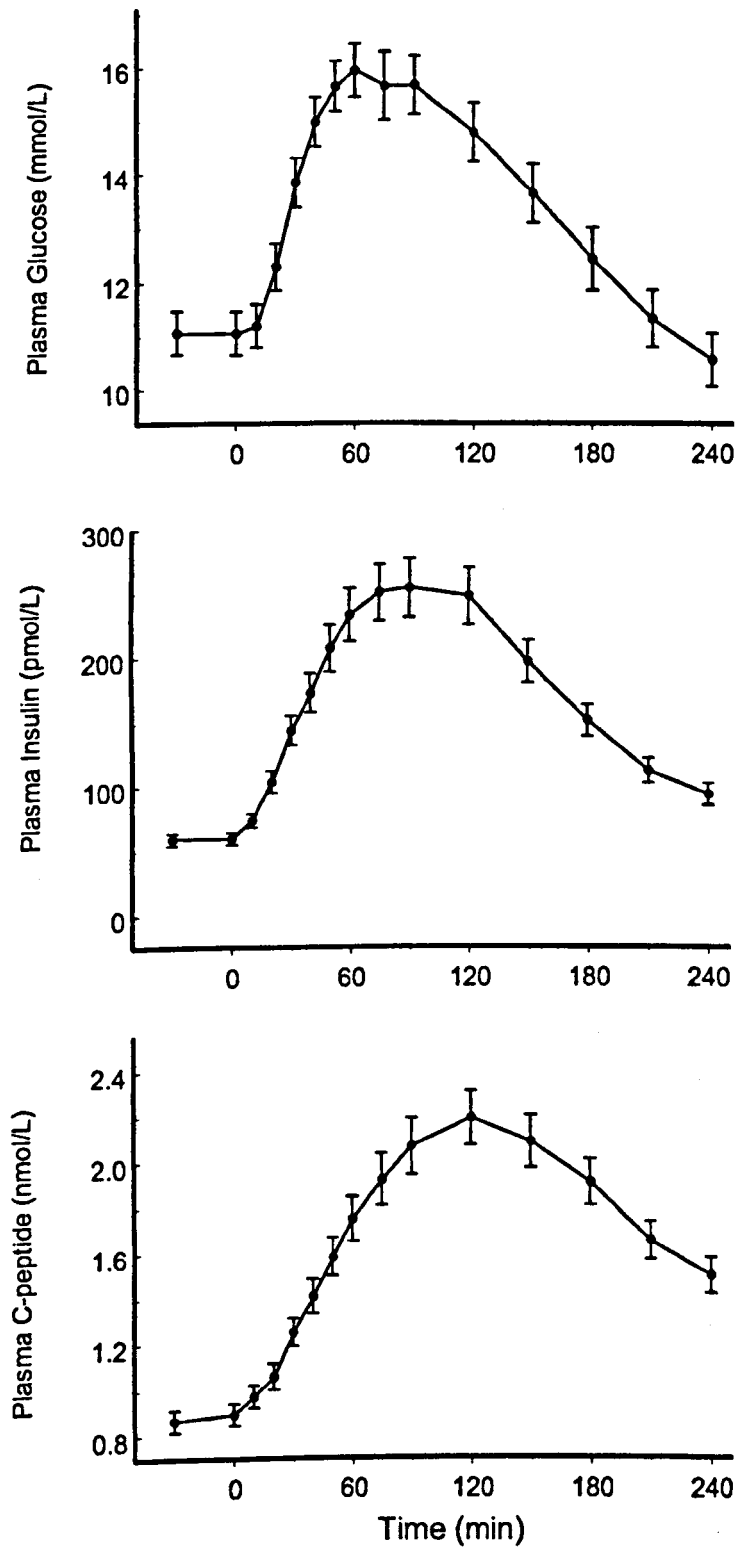 Plasma Glucose (mmol/L)
16
14
12
10
0 60 120 180 240
Plasma Insulin (pmol/L)
300
200
100
0
0 60 120 180 240
Plasma C-peptide (nmol/L)
2.4
2.0
1.6
1.2
0.8
0 60 120 180 240
Time (min)